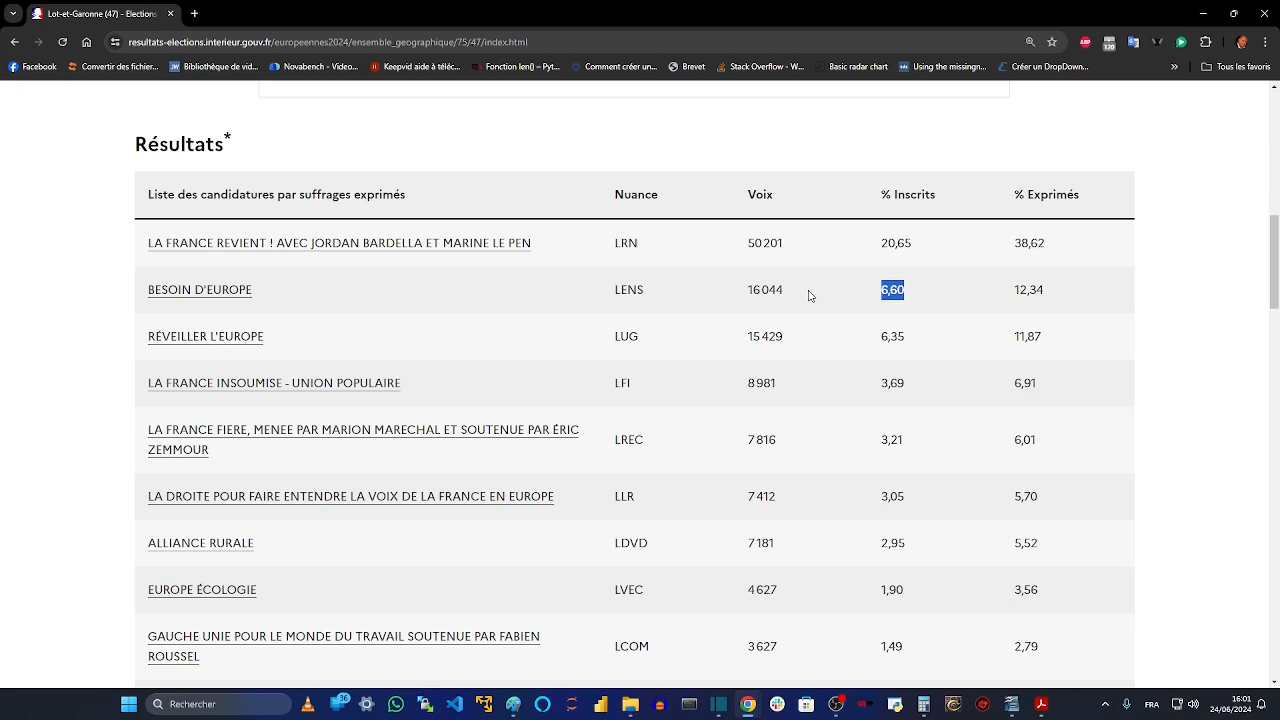 Lot-et-Garonne (47) - Elections
resultats-elections.interieur.gouv.fr/europeennes2024/ensemble_geographique/75/47/index.html
ABP
120
Facebook
Convertir des fichier...
Bibliothèque de vid...
Novabench - Video...
Keepvid aide à téléc...
Fonction len() — Pyt...
Comment créer un...
Brevet
Stack Overflow - W...
Basic radar chart
Using the missingn...
Créer un DropDown...
Tous les favoris
Résultats*
Liste des candidatures par suffrages exprimés Nuance Voix % Inscrits % Exprimés
LA FRANCE REVIENT ! AVEC JORDAN BARDELLA ET MARINE LE PEN LRN 50 201 20,65 38,62
BESOIN D'EUROPE LENS 16 044 6,60 12,34
RÉVEILLER L'EUROPE LUG 15 429 6,35 11,87
LA FRANCE INSOUMISE - UNION POPULAIRE LFI 8 981 3,69 6,91
LA FRANCE FIERE, MENEE PAR MARION MARECHAL ET SOUTENUE PAR ÉRIC
ZEMMOUR LREC 7 816 3,21 6,01
LA DROITE POUR FAIRE ENTENDRE LA VOIX DE LA FRANCE EN EUROPE LLR 7 412 3,05 5,70
ALLIANCE RURALE LDVD 7 181 2,95 5,52
EUROPE ÉCOLOGIE LVEC 4 627 1,90 3,56
GAUCHE UNIE POUR LE MONDE DU TRAVAIL SOUTENUE PAR FABIEN
ROUSSEL LCOM 3 627 1,49 2,79
Rechercher
FRA
16:01
24/06/2024